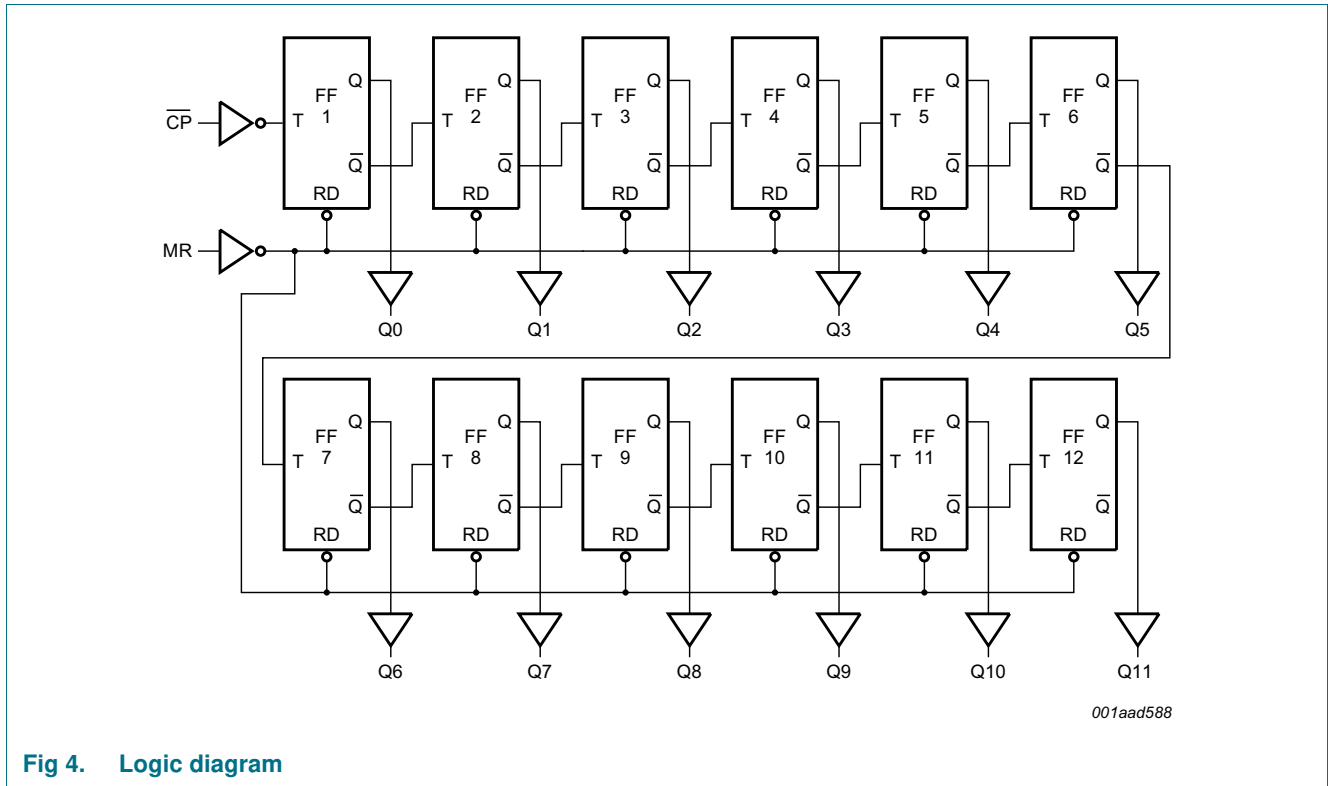 Q Q Q Q Q Q
FF FF FF FF FF FF
C̅P̅ T 1 T 2 T 3 T 4 T 5 T 6
Q̅ Q̅ Q̅ Q̅ Q̅ Q̅
RD RD RD RD RD RD
MR
Q0 Q1 Q2 Q3 Q4 Q5
Q Q Q Q Q Q
FF FF FF FF FF FF
T 7 T 8 T 9 T 10 T 11 T 12
Q̅ Q̅ Q̅ Q̅ Q̅ Q̅
RD RD RD RD RD RD
Q6 Q7 Q8 Q9 Q10 Q11
001aad588
Fig 4. Logic diagram